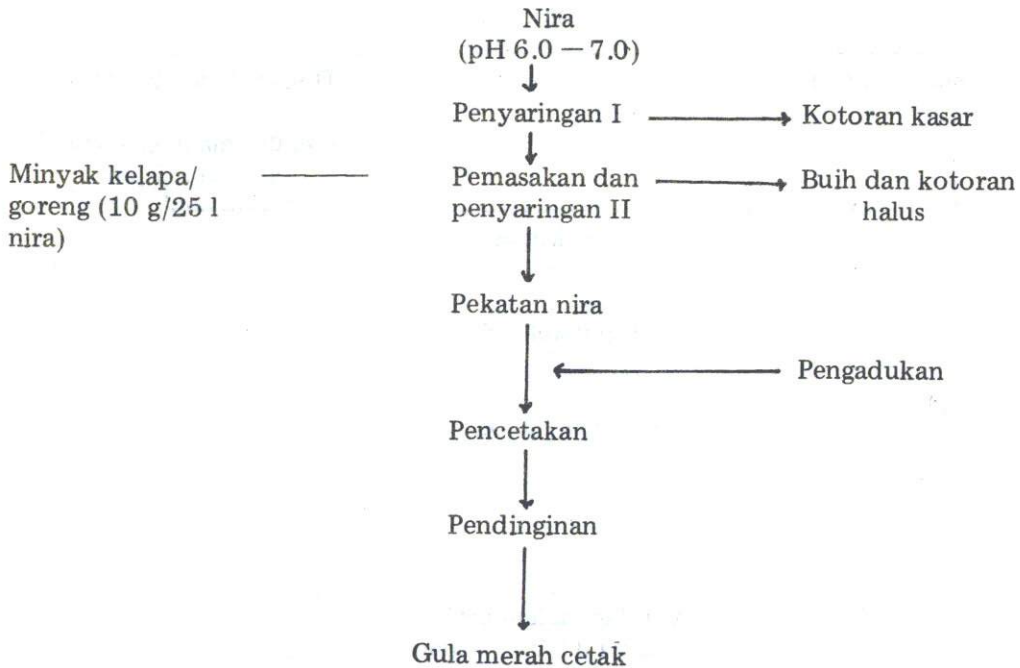 Nira
(pH 6.0 — 7.0)
Penyaringan I
Kotoran kasar
Minyak kelapa/
goreng (10 g/25 l
nira)
Pemasakan dan
penyaringan II
Buih dan kotoran
halus
Pekatan nira
Pengadukan
Pencetakan
Pendinginan
Gula merah cetak